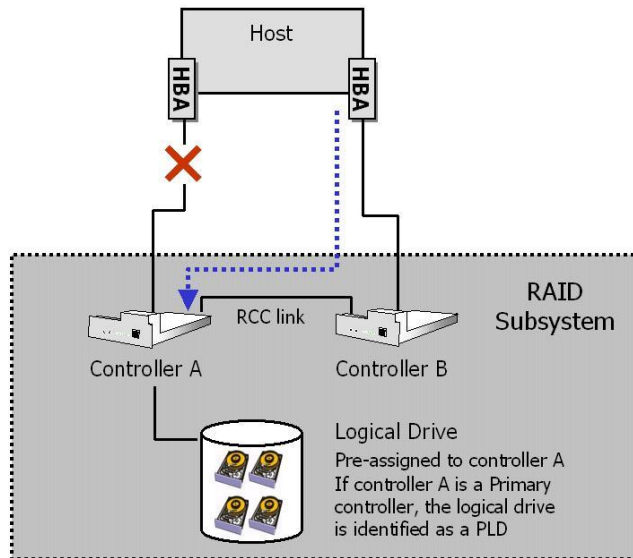 Host
HBA
HBA
RAID
Subsystem
RCC link
Controller A
Controller B
Logical Drive
Pre-assigned to controller A
If controller A is a Primary
controller, the logical drive
is identified as a PLD